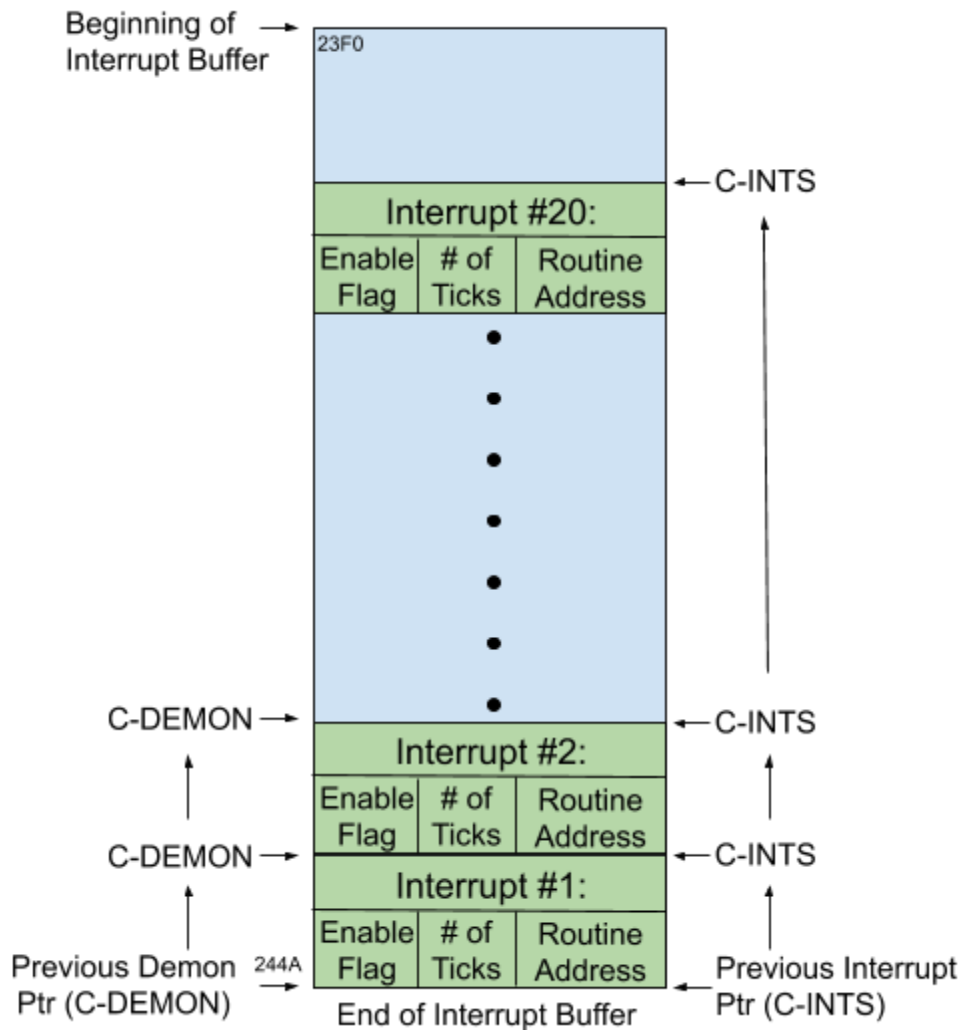 Beginning of
Interrupt Buffer
23F0
C-INTS
Interrupt #20:
Enable
Flag
# of
Ticks
Routine
Address
C-DEMON
C-INTS
Interrupt #2:
Enable
Flag
# of
Ticks
Routine
Address
C-DEMON
C-INTS
Interrupt #1:
Enable
Flag
# of
Ticks
Routine
Address
Previous Demon
Ptr (C-DEMON)
244A
Previous Interrupt
Ptr (C-INTS)
End of Interrupt Buffer